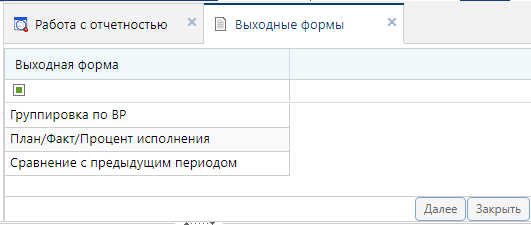 Работа с отчетностью
Выходные формы
Выходная форма
Группировка по ВР
План/Факт/Процент исполнения
Сравнение с предыдущим периодом
Далее
Закрыть